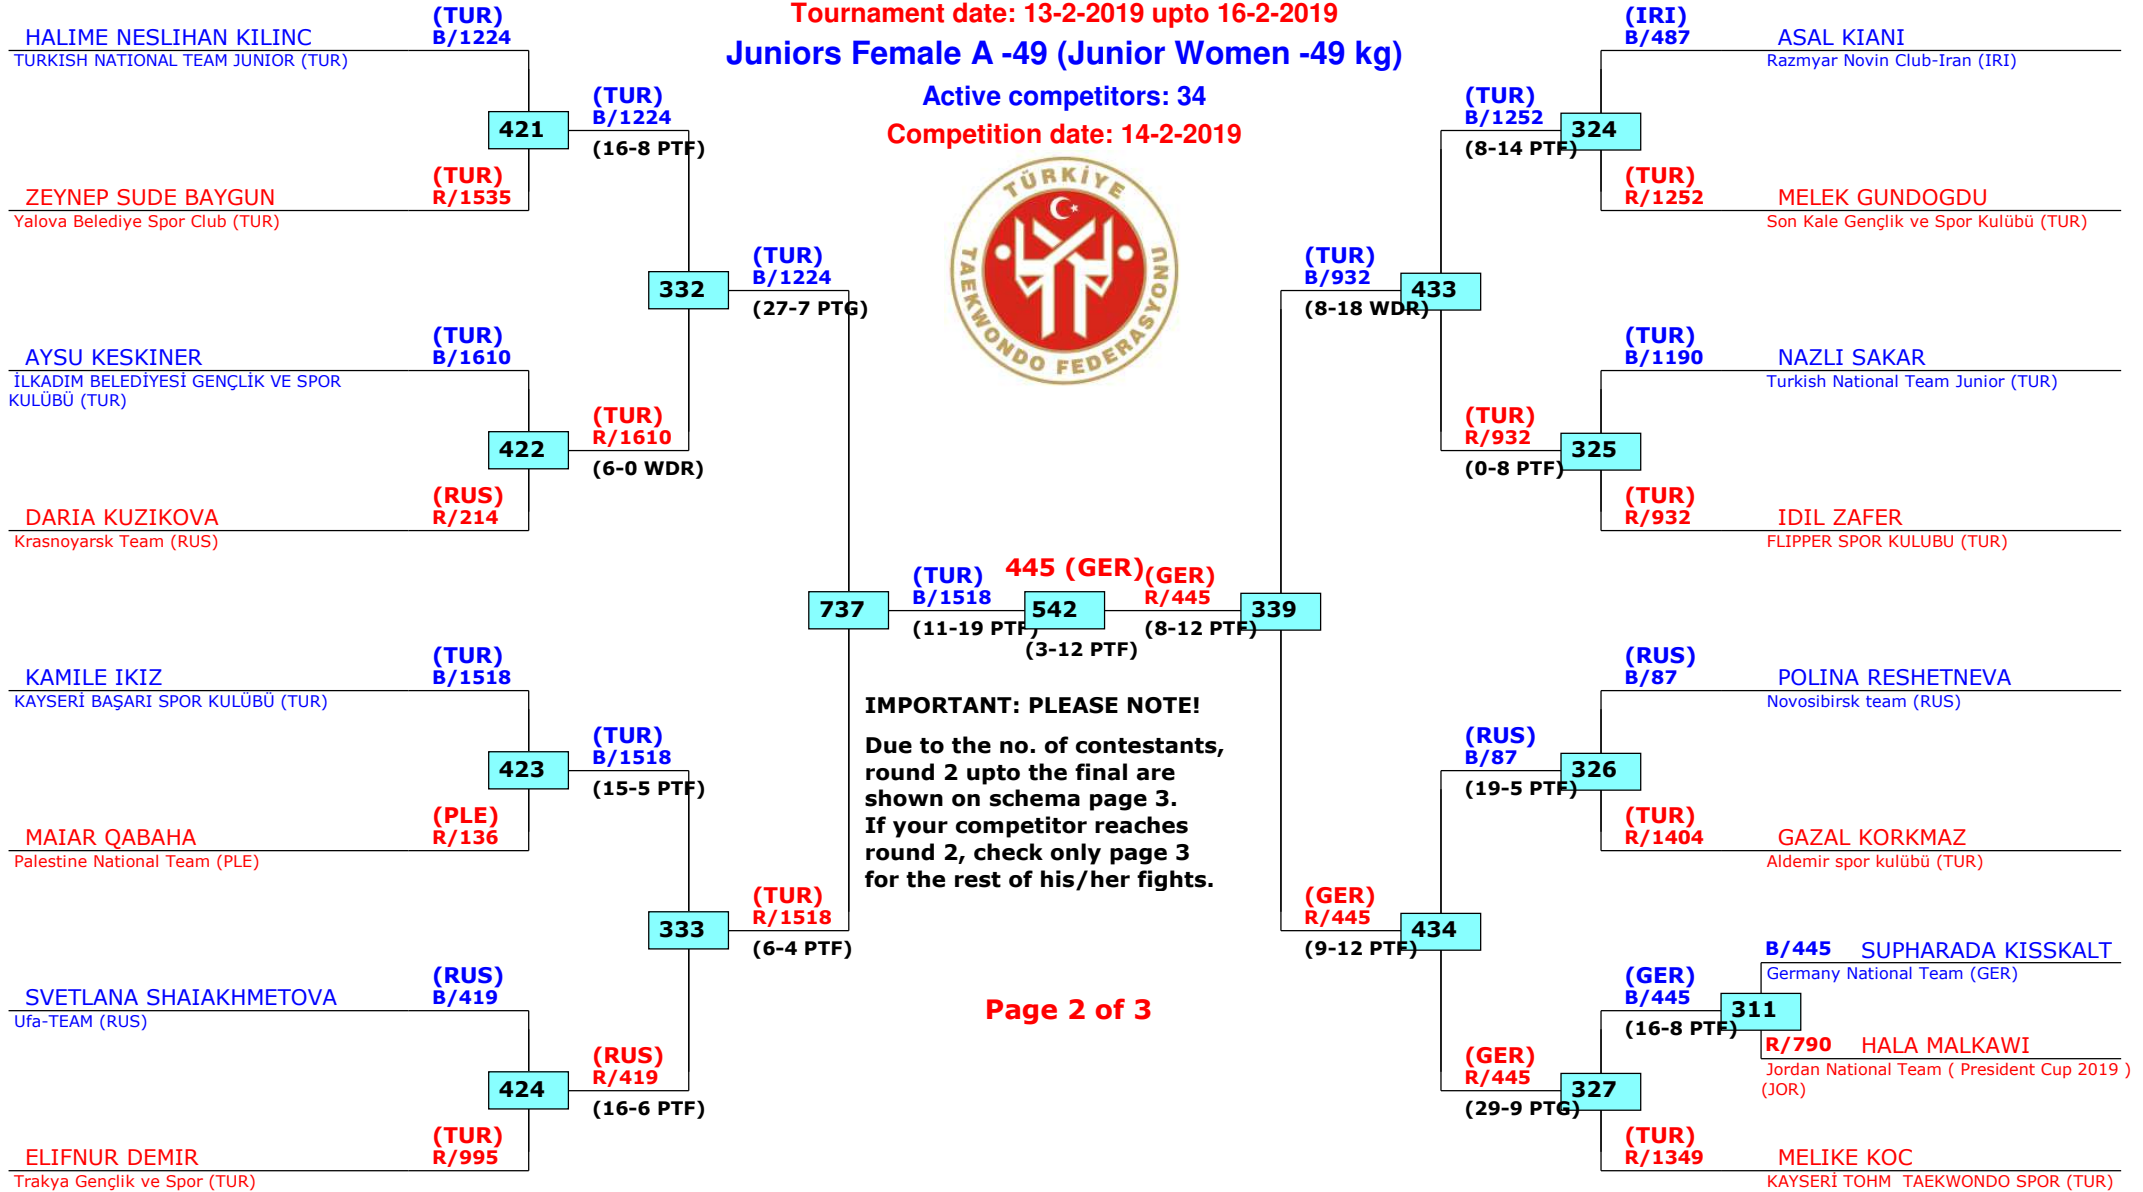 Tournament date: 13-2-2019 upto 16-2-2019
Juniors Female A -49 (Junior Women -49 kg)
Active competitors: 34
Competition date: 14-2-2019
TÜRKİYE
TAEKWONDO FEDERASYONU
HALIME NESLIHAN KILINC
(TUR)
B/1224
TURKISH NATIONAL TEAM JUNIOR (TUR)
421
(TUR)
B/1224
(16-8 PTF)
ZEYNEP SUDE BAYGUN
(TUR)
R/1535
Yalova Belediye Spor Club (TUR)
332
(TUR)
B/1224
(27-7 PTG)
AYSU KESKINER
(TUR)
B/1610
İLKADIM BELEDİYESİ GENÇLİK VE SPOR
KULÜBÜ (TUR)
422
(TUR)
R/1610
(6-0 WDR)
DARIA KUZIKOVA
(RUS)
R/214
Krasnoyarsk Team (RUS)
737
(TUR)
B/1518
(11-19 PTF)
445 (GER)
542
(3-12 PTF)
(GER)
R/445
(8-12 PTF)
339
KAMILE IKIZ
(TUR)
B/1518
KAYSERİ BAŞARI SPOR KULÜBÜ (TUR)
423
(TUR)
B/1518
(15-5 PTF)
MAIAR QABAHA
(PLE)
R/136
Palestine National Team (PLE)
333
(TUR)
R/1518
(6-4 PTF)
SVETLANA SHAIAKHMETOVA
(RUS)
B/419
Ufa-TEAM (RUS)
424
(RUS)
R/419
(16-6 PTF)
ELIFNUR DEMIR
(TUR)
R/995
Trakya Gençlik ve Spor (TUR)
IMPORTANT: PLEASE NOTE!
Due to the no. of contestants,
round 2 upto the final are
shown on schema page 3.
If your competitor reaches
round 2, check only page 3
for the rest of his/her fights.
Page 2 of 3
(IRI)
B/487
ASAL KIANI
Razmyar Novin Club-Iran (IRI)
(TUR)
B/1252
(8-14 PTF)
324
(TUR)
R/1252
MELEK GUNDOGDU
Son Kale Gençlik ve Spor Kulübü (TUR)
(TUR)
B/932
(8-18 WDR)
433
(TUR)
B/1190
NAZLI SAKAR
Turkish National Team Junior (TUR)
(TUR)
R/932
(0-8 PTF)
325
(TUR)
R/932
IDIL ZAFER
FLIPPER SPOR KULUBU (TUR)
(RUS)
B/87
POLINA RESHETNEVA
Novosibirsk team (RUS)
(RUS)
B/87
(19-5 PTF)
326
(TUR)
R/1404
GAZAL KORKMAZ
Aldemir spor kulübü (TUR)
(GER)
R/445
(9-12 PTF)
434
B/445 SUPHARADA KISSKALT
Germany National Team (GER)
(GER)
B/445
(16-8 PTF)
311
R/790 HALA MALKAWI
Jordan National Team ( President Cup 2019 )
(JOR)
(GER)
R/445
(29-9 PTG)
327
(TUR)
R/1349
MELIKE KOC
KAYSERİ TOHM TAEKWONDO SPOR (TUR)